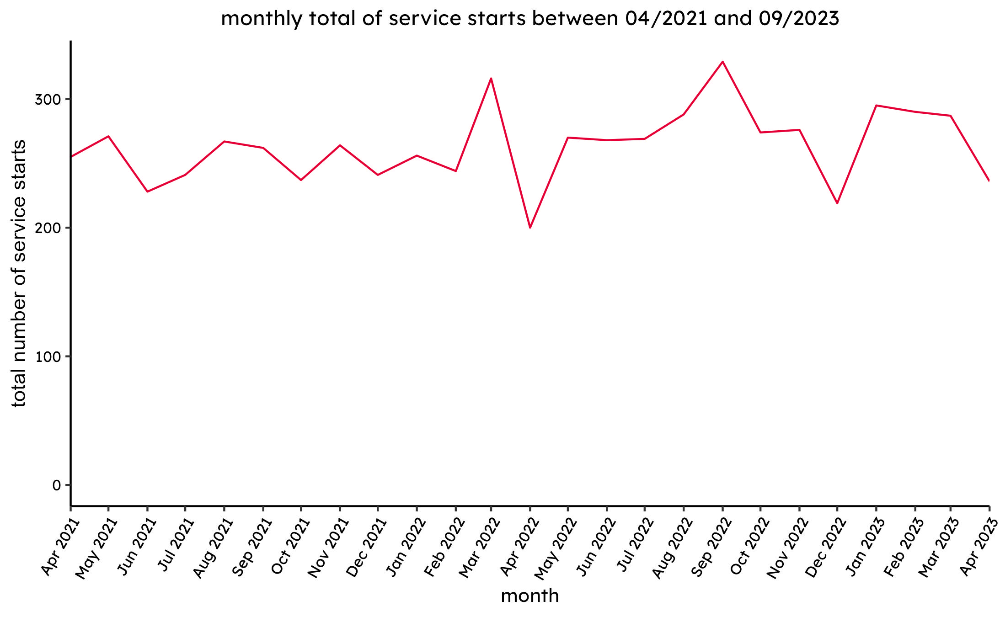 monthly total of service starts between 04/2021 and 09/2023
total number of service starts
300
200
100
0
Apr 2021
May 2021
Jun 2021
Jul 2021
Aug 2021
Sep 2021
Oct 2021
Nov 2021
Dec 2021
Jan 2022
Feb 2022
Mar 2022
Apr 2022
May 2022
Jun 2022
Jul 2022
Aug 2022
Sep 2022
Oct 2022
Nov 2022
Dec 2022
Jan 2023
Feb 2023
Mar 2023
Apr 2023
month